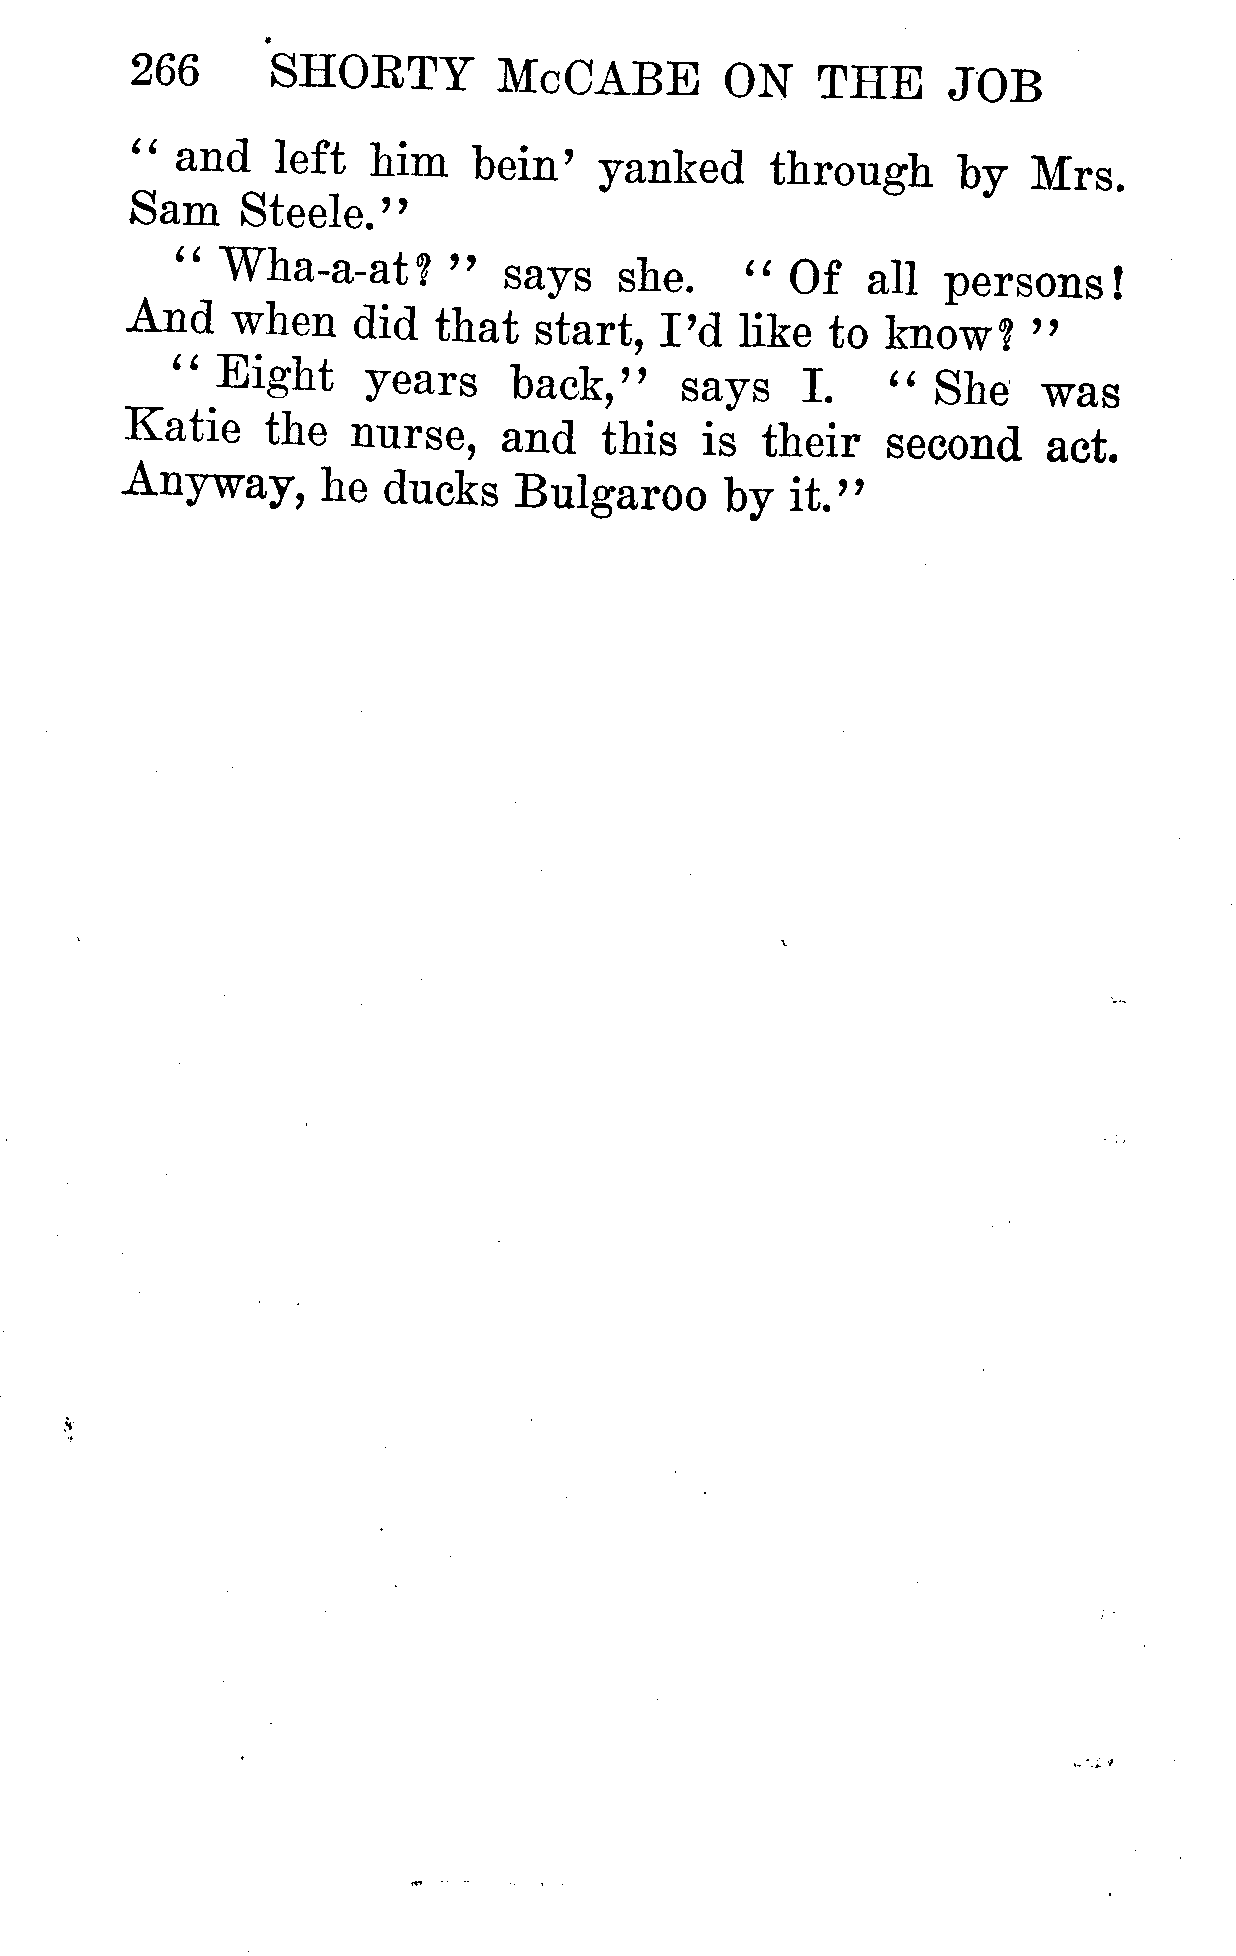 266 SHORTY McCABE ON THE JOB
“ and left him bein’ yanked through by Mrs.
Sam Steele.”
“ Wha-a-at? ” says she. “ Of all persons!
And when did that start, I’d like to know? ”
“ Eight years back,” says I. “ She was
Katie the nurse, and this is their second act.
Anyway, he ducks Bulgaroo by it.”